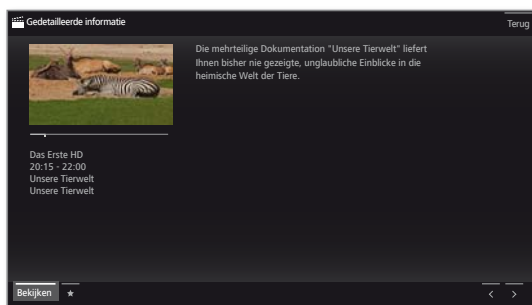 Gedetailleerde informatie
Terug
Die mehrteilige Dokumentation "Unsere Tierwelt" liefert
Ihnen bisher nie gezeigte, unglaubliche Einblicke in die
heimische Welt der Tiere.
Das Erste HD
20:15 - 22:00
Unsere Tierwelt
Unsere Tierwelt
Bekijken ★
< >